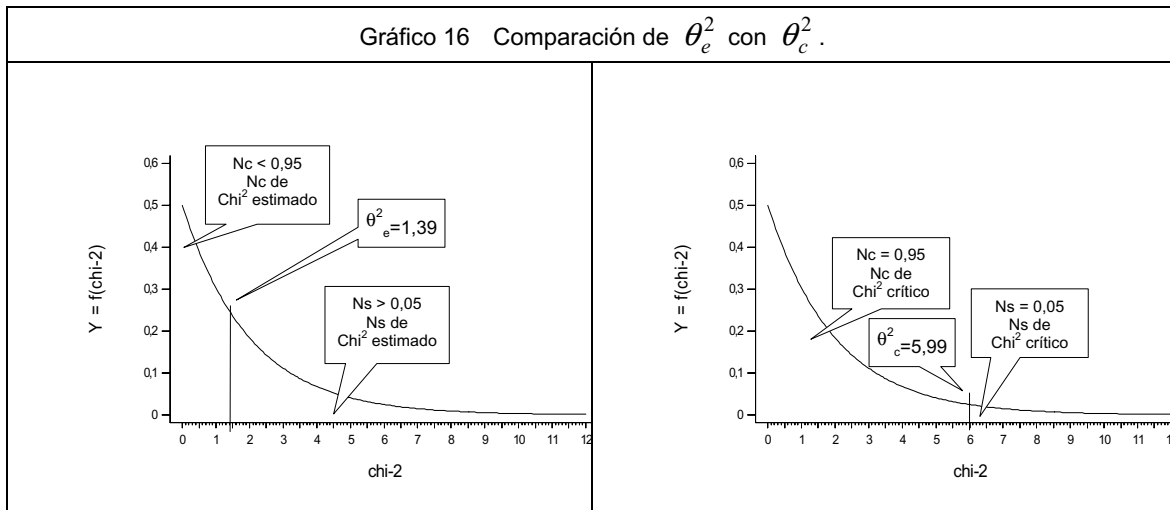 Gráfico 16 Comparación de θ²ₑ con θ²꜀ .
0,6
0,5
0,4
0,3
0,2
0,1
0
Y = f(chi-2)
Nc < 0,95
Nc de
Chi² estimado
θ²ₑ=1,39
Ns > 0,05
Ns de
Chi² estimado
0 1 2 3 4 5 6 7 8 9 10 11 12
chi-2
0,6
0,5
0,4
0,3
0,2
0,1
0
Y = f(chi-2)
Nc = 0,95
Nc de
Chi² crítico
θ²꜀=5,99
Ns = 0,05
Ns de
Chi² crítico
0 1 2 3 4 5 6 7 8 9 10 11
chi-2